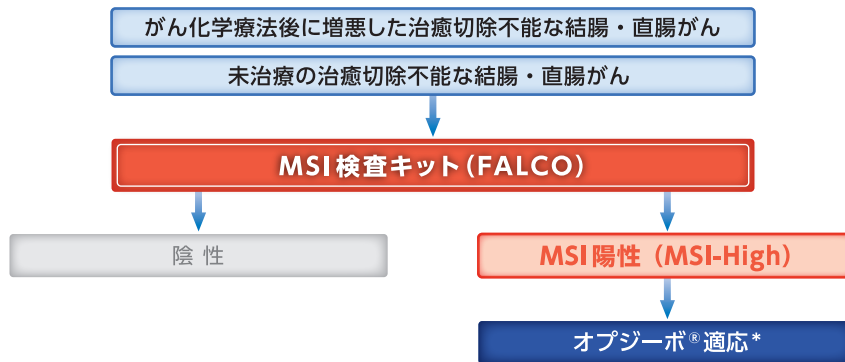 がん化学療法後に増悪した治癒切除不能な結腸・直腸がん
未治療の治癒切除不能な結腸・直腸がん
MSI検査キット（FALCO）
陰 性
MSI陽性（MSI-High）
オプジーボ®適応*